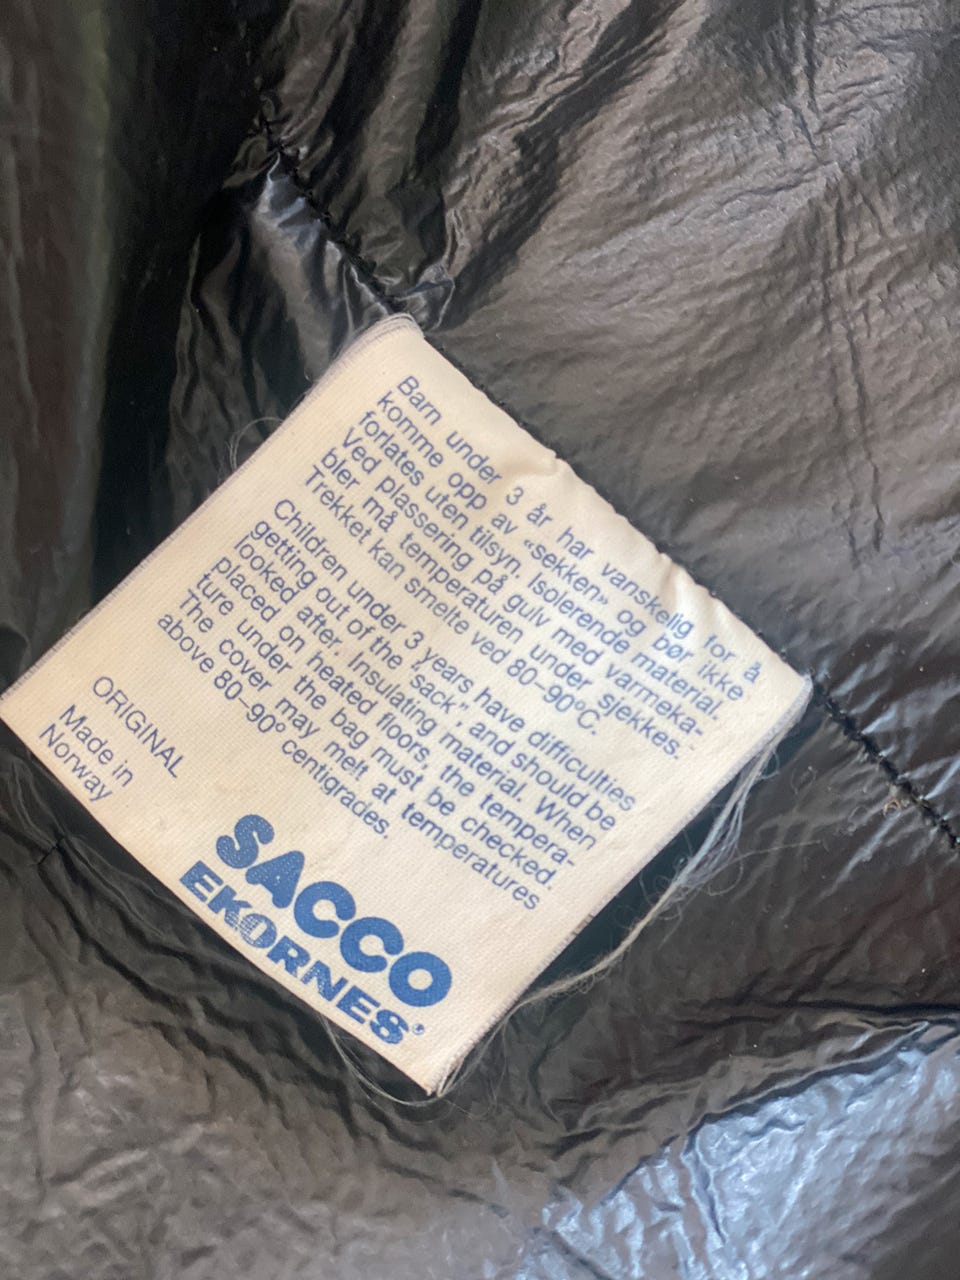 Barn under 3 år har vanskelig for å
komme opp av «sekken» og bør ikke
forlates uten tilsyn. Isolerende material.
Ved plassering på gulv med varmeka-
bler må temperaturen under sjekkes.
Trekket kan smelte ved 80–90°C.
Children under 3 years have difficulties
getting out of the "sack", and should be
looked after. Insulating material. When
placed on heated floors, the tempera-
ture under the bag must be checked.
The cover may melt at temperatures
above 80–90° centigrades.
ORIGINAL
Made in
Norway
SACCO
EKORNES®